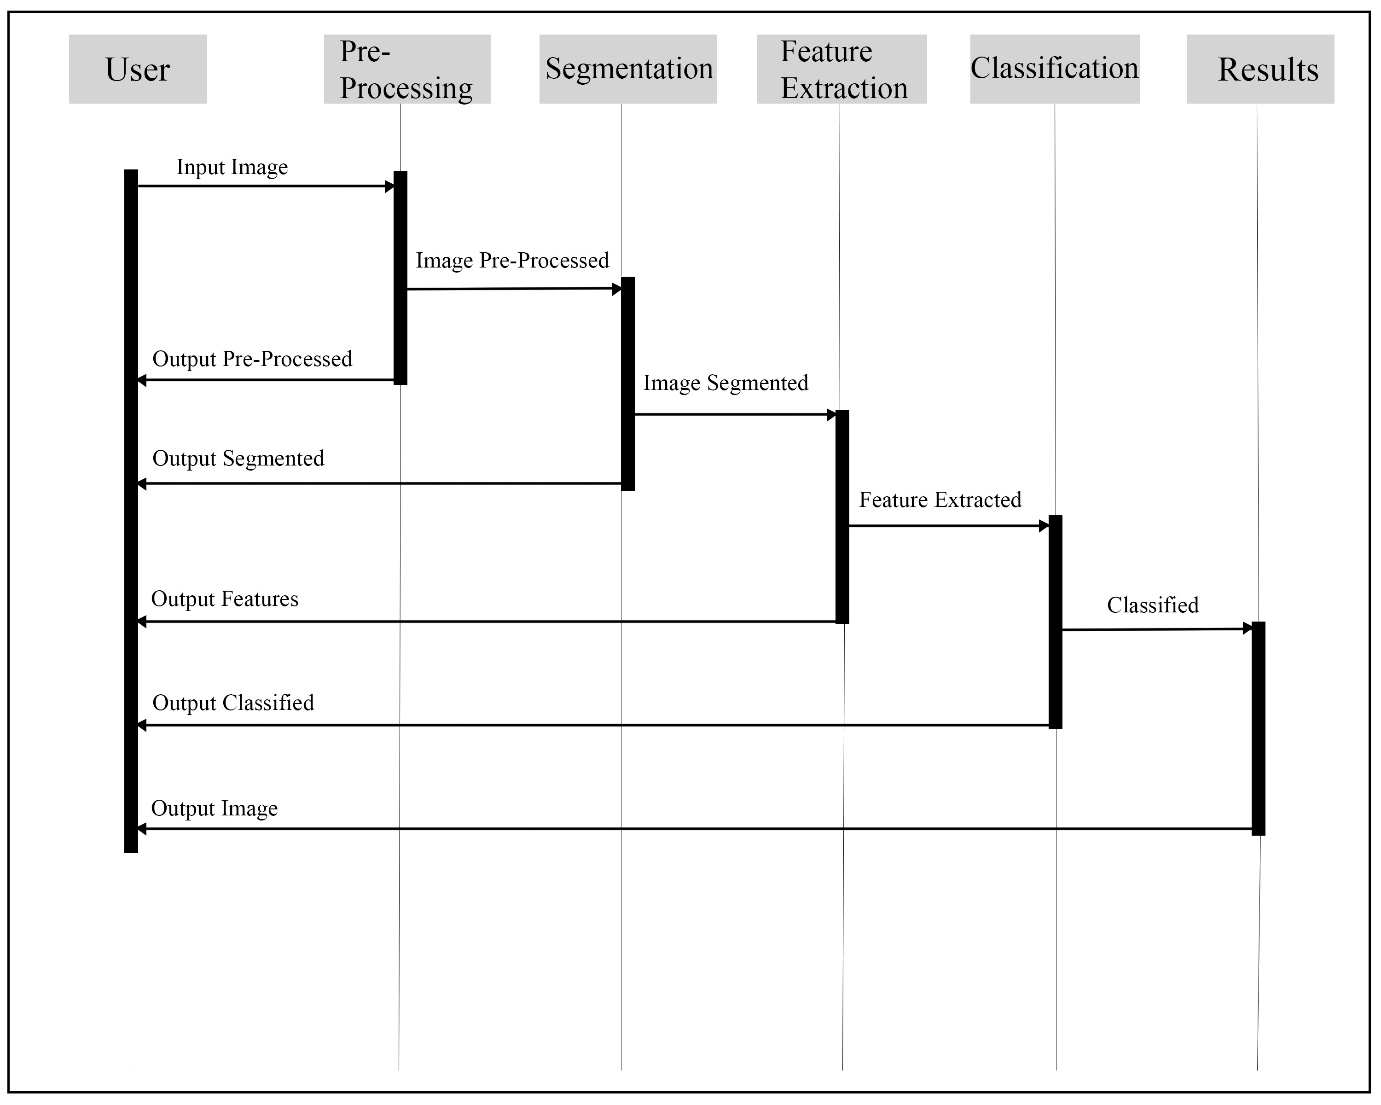 User
Pre-
Processing
Segmentation
Feature
Extraction
Classification
Results
Input Image
Image Pre-Processed
Output Pre-Processed
Image Segmented
Output Segmented
Feature Extracted
Output Features
Classified
Output Classified
Output Image